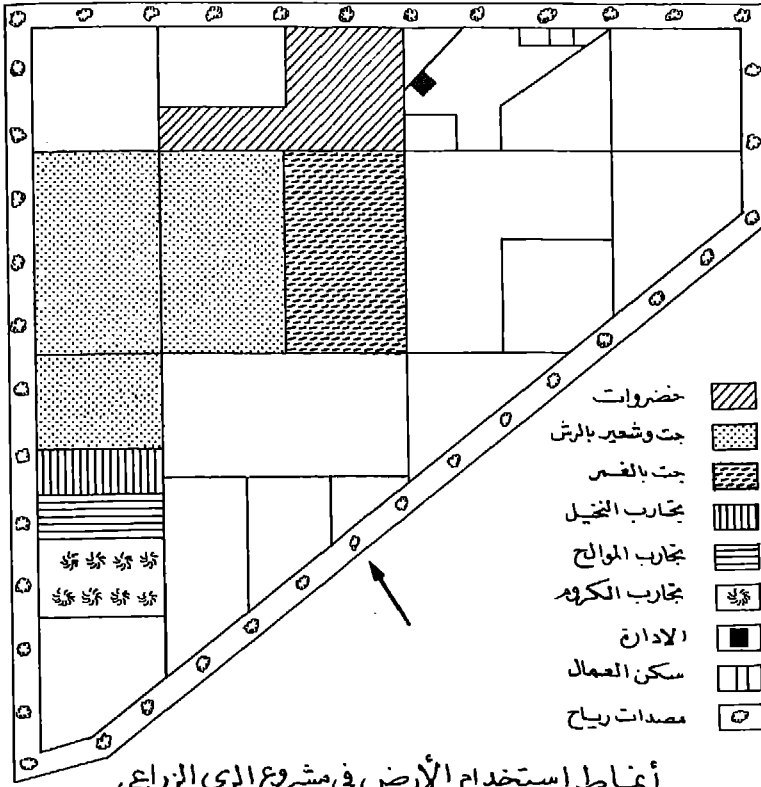 خضروات
جت وشعير بالرش
جت بالغمر
تجارب النخيل
تجارب الموالح
تجارب الكروم
الادارة
سكن العمال
مصدات رياح
أنماط استخدام الأرض في مشروع الري الزراعي